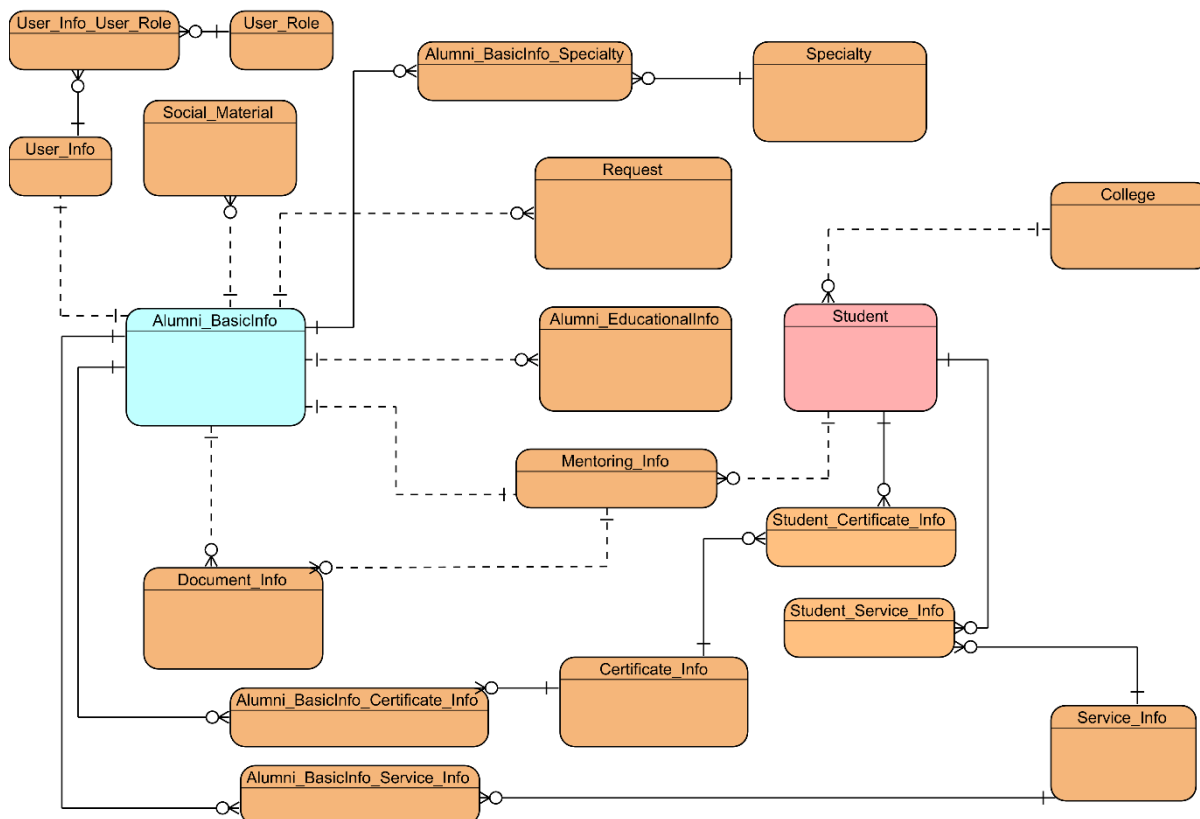 User_Info_User_Role
User_Role
Alumni_BasicInfo_Specialty
Specialty
Social_Material
User_Info
Request
College
Alumni_BasicInfo
Alumni_EducationalInfo
Student
Mentoring_Info
Student_Certificate_Info
Document_Info
Student_Service_Info
Certificate_Info
Alumni_BasicInfo_Certificate_Info
Service_Info
Alumni_BasicInfo_Service_Info